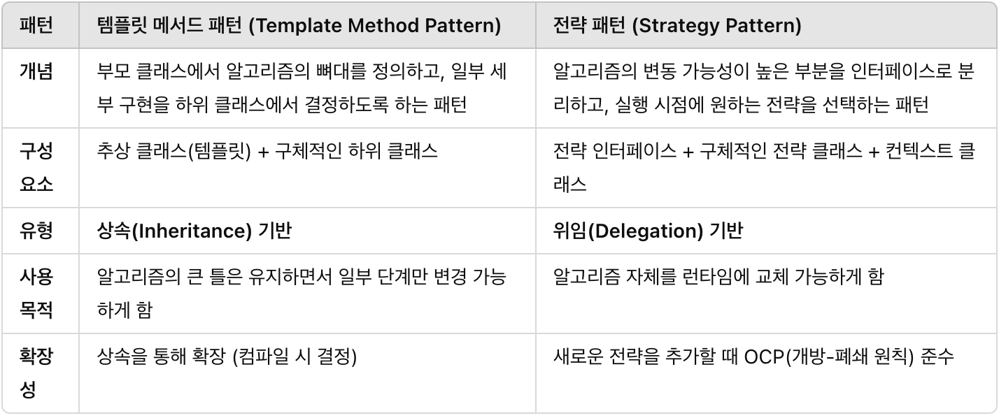 패턴 템플릿 메서드 패턴 (Template Method Pattern) 전략 패턴 (Strategy Pattern)
개념 부모 클래스에서 알고리즘의 뼈대를 정의하고, 일부 세 알고리즘의 변동 가능성이 높은 부분을 인터페이스로 분
부 구현을 하위 클래스에서 결정하도록 하는 패턴 리하고, 실행 시점에 원하는 전략을 선택하는 패턴
구성 추상 클래스(템플릿) + 구체적인 하위 클래스 전략 인터페이스 + 구체적인 전략 클래스 + 컨텍스트 클
요소 래스
유형 상속(Inheritance) 기반 위임(Delegation) 기반
사용 알고리즘의 큰 틀은 유지하면서 일부 단계만 변경 가능 알고리즘 자체를 런타임에 교체 가능하게 함
목적 하게 함
확장 상속을 통해 확장 (컴파일 시 결정) 새로운 전략을 추가할 때 OCP(개방-폐쇄 원칙) 준수
성